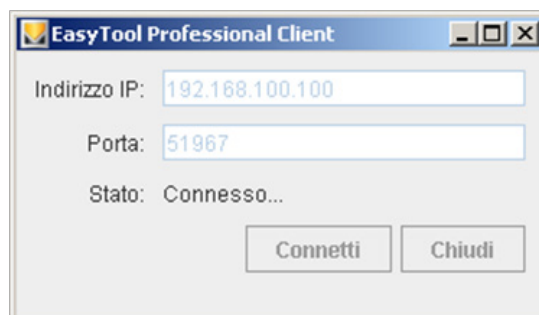 EasyTool Professional Client
Indirizzo IP: 192.168.100.100
Porta: 51967
Stato: Connesso...
Connetti Chiudi